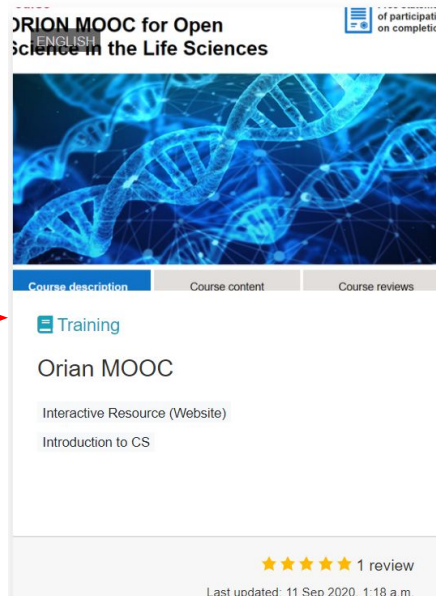 ORION MOOC for Open
Science in the Life Sciences
ENGLISH
of participati
on completic
Course description
Course content
Course reviews
Training
Orian MOOC
Interactive Resource (Website)
Introduction to CS
1 review
Last updated: 11 Sep 2020, 1:18 a.m.